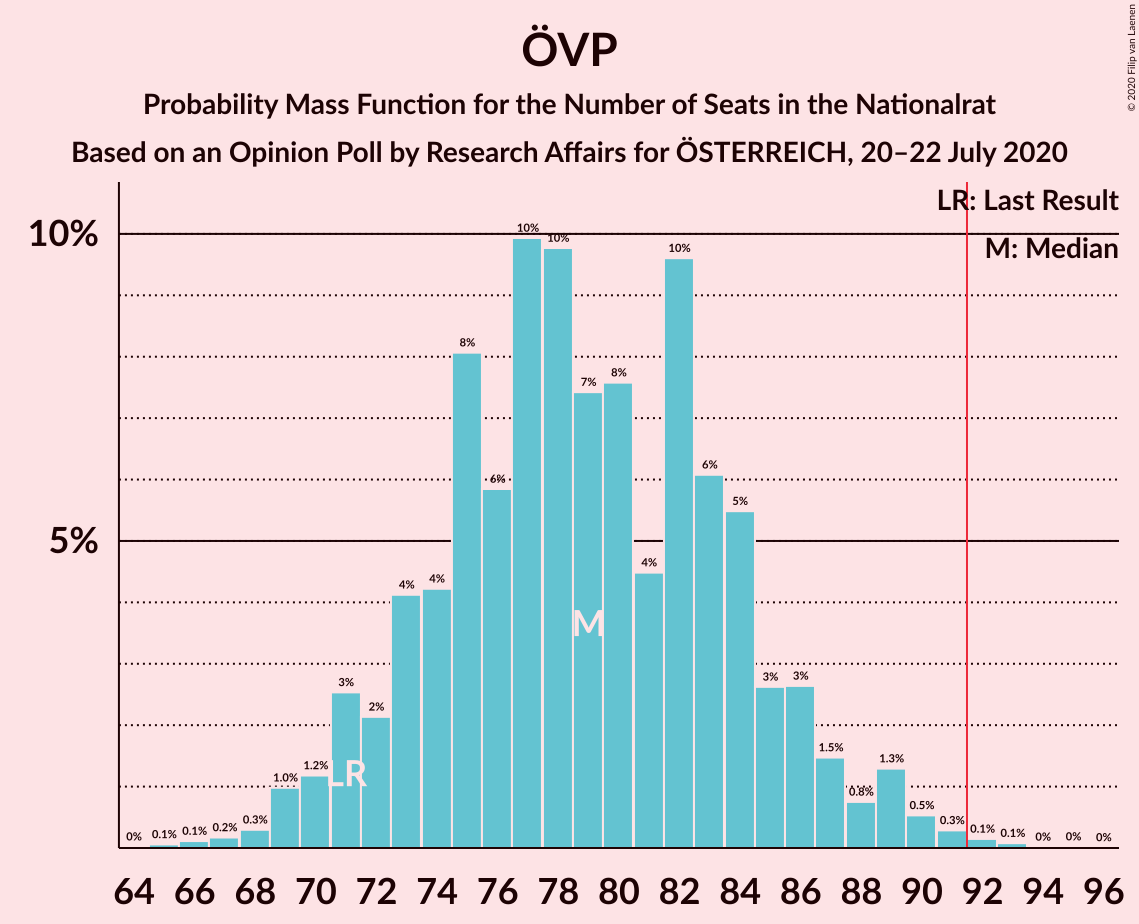 © 2020 Filip van Laenen
ÖVP
Probability Mass Function for the Number of Seats in the Nationalrat
Based on an Opinion Poll by Research Affairs for ÖSTERREICH, 20–22 July 2020
LR: Last Result
M: Median
10%
5%
0% 0.1% 0.1% 0.2% 0.3% 1.0% 1.2% 3% 2% 4% 4% 8% 6% 10% 10% 7% 8% 4% 10% 6% 5% 3% 3% 1.5% 0.8% 1.3% 0.5% 0.3% 0.1% 0.1% 0% 0% 0%
M
LR
64 66 68 70 72 74 76 78 80 82 84 86 88 90 92 94 96